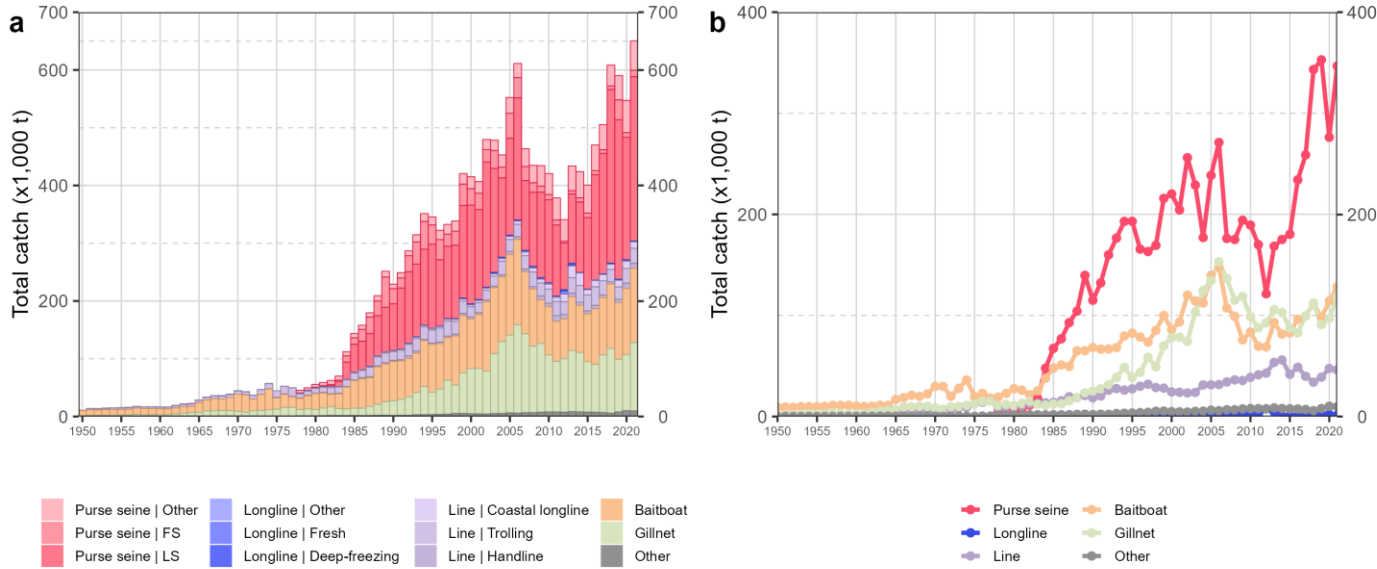 a
700 700
600 600
400 400
200 200
0 0
Total catch (x1,000 t)
1950 1955 1960 1965 1970 1975 1980 1985 1990 1995 2000 2005 2010 2015 2020
b
400 400
200 200
0 0
Total catch (x1,000 t)
1950 1955 1960 1965 1970 1975 1980 1985 1990 1995 2000 2005 2010 2015 2020
Purse seine | Other Longline | Other Line | Coastal longline Baitboat
Purse seine | FS Longline | Fresh Line | Trolling Gillnet
Purse seine | LS Longline | Deep-freezing Line | Handline Other
Purse seine Baitboat
Longline Gillnet
Line Other